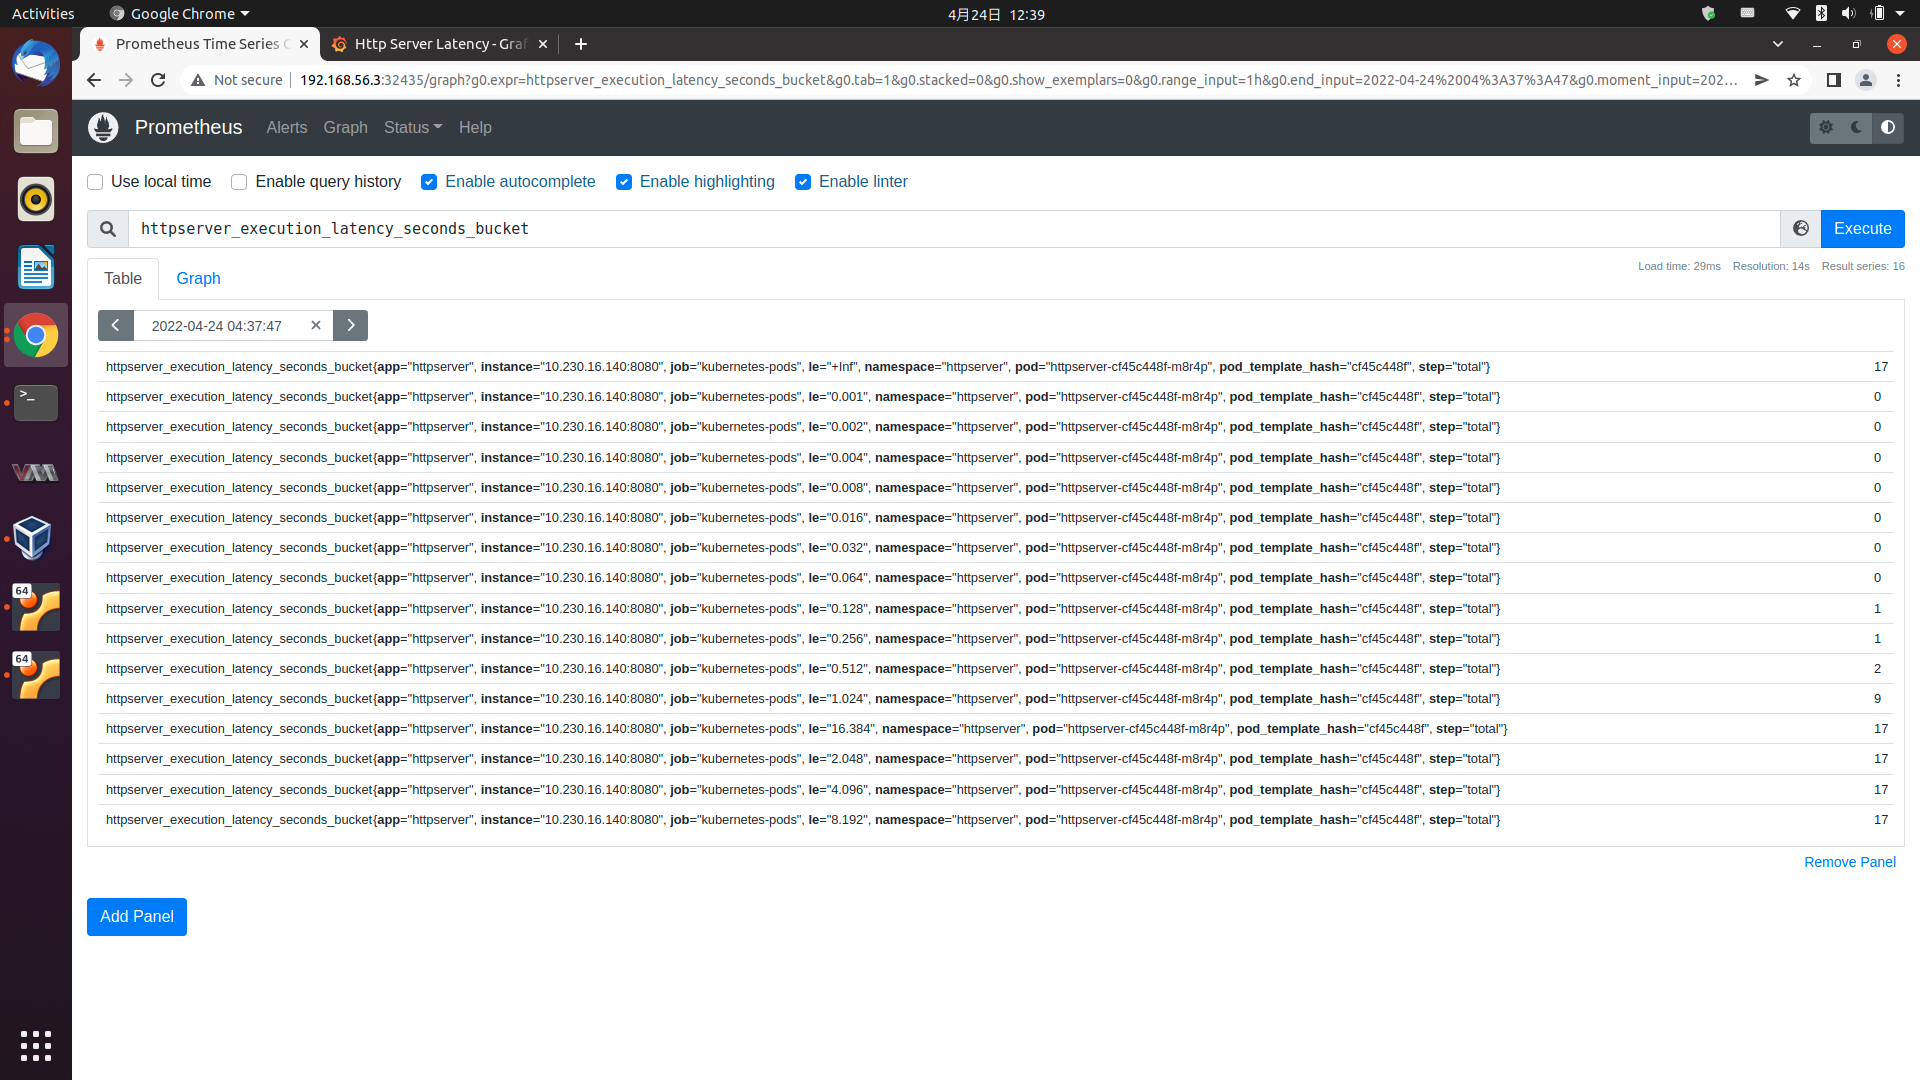 Activities
Google Chrome
4月24日 12:39
Prometheus Time Series C
Http Server Latency - Graf
Not secure
192.168.56.3:32435/graph?g0.expr=httpserver_execution_latency_seconds_bucket&g0.tab=1&g0.stacked=0&g0.show_exemplars=0&g0.range_input=1h&g0.end_input=2022-04-24%2004%3A37%3A47&g0.moment_input=202…
Prometheus
Alerts
Graph
Status
Help
Use local time
Enable query history
Enable autocomplete
Enable highlighting
Enable linter
httpserver_execution_latency_seconds_bucket
Execute
Table
Graph
Load time: 29ms Resolution: 14s Result series: 16
2022-04-24 04:37:47
httpserver_execution_latency_seconds_bucket{app="httpserver", instance="10.230.16.140:8080", job="kubernetes-pods", le="+Inf", namespace="httpserver", pod="httpserver-cf45c448f-m8r4p", pod_template_hash="cf45c448f", step="total"} 17
httpserver_execution_latency_seconds_bucket{app="httpserver", instance="10.230.16.140:8080", job="kubernetes-pods", le="0.001", namespace="httpserver", pod="httpserver-cf45c448f-m8r4p", pod_template_hash="cf45c448f", step="total"} 0
httpserver_execution_latency_seconds_bucket{app="httpserver", instance="10.230.16.140:8080", job="kubernetes-pods", le="0.002", namespace="httpserver", pod="httpserver-cf45c448f-m8r4p", pod_template_hash="cf45c448f", step="total"} 0
httpserver_execution_latency_seconds_bucket{app="httpserver", instance="10.230.16.140:8080", job="kubernetes-pods", le="0.004", namespace="httpserver", pod="httpserver-cf45c448f-m8r4p", pod_template_hash="cf45c448f", step="total"} 0
httpserver_execution_latency_seconds_bucket{app="httpserver", instance="10.230.16.140:8080", job="kubernetes-pods", le="0.008", namespace="httpserver", pod="httpserver-cf45c448f-m8r4p", pod_template_hash="cf45c448f", step="total"} 0
httpserver_execution_latency_seconds_bucket{app="httpserver", instance="10.230.16.140:8080", job="kubernetes-pods", le="0.016", namespace="httpserver", pod="httpserver-cf45c448f-m8r4p", pod_template_hash="cf45c448f", step="total"} 0
httpserver_execution_latency_seconds_bucket{app="httpserver", instance="10.230.16.140:8080", job="kubernetes-pods", le="0.032", namespace="httpserver", pod="httpserver-cf45c448f-m8r4p", pod_template_hash="cf45c448f", step="total"} 0
httpserver_execution_latency_seconds_bucket{app="httpserver", instance="10.230.16.140:8080", job="kubernetes-pods", le="0.064", namespace="httpserver", pod="httpserver-cf45c448f-m8r4p", pod_template_hash="cf45c448f", step="total"} 0
httpserver_execution_latency_seconds_bucket{app="httpserver", instance="10.230.16.140:8080", job="kubernetes-pods", le="0.128", namespace="httpserver", pod="httpserver-cf45c448f-m8r4p", pod_template_hash="cf45c448f", step="total"} 1
httpserver_execution_latency_seconds_bucket{app="httpserver", instance="10.230.16.140:8080", job="kubernetes-pods", le="0.256", namespace="httpserver", pod="httpserver-cf45c448f-m8r4p", pod_template_hash="cf45c448f", step="total"} 1
httpserver_execution_latency_seconds_bucket{app="httpserver", instance="10.230.16.140:8080", job="kubernetes-pods", le="0.512", namespace="httpserver", pod="httpserver-cf45c448f-m8r4p", pod_template_hash="cf45c448f", step="total"} 2
httpserver_execution_latency_seconds_bucket{app="httpserver", instance="10.230.16.140:8080", job="kubernetes-pods", le="1.024", namespace="httpserver", pod="httpserver-cf45c448f-m8r4p", pod_template_hash="cf45c448f", step="total"} 9
httpserver_execution_latency_seconds_bucket{app="httpserver", instance="10.230.16.140:8080", job="kubernetes-pods", le="16.384", namespace="httpserver", pod="httpserver-cf45c448f-m8r4p", pod_template_hash="cf45c448f", step="total"} 17
httpserver_execution_latency_seconds_bucket{app="httpserver", instance="10.230.16.140:8080", job="kubernetes-pods", le="2.048", namespace="httpserver", pod="httpserver-cf45c448f-m8r4p", pod_template_hash="cf45c448f", step="total"} 17
httpserver_execution_latency_seconds_bucket{app="httpserver", instance="10.230.16.140:8080", job="kubernetes-pods", le="4.096", namespace="httpserver", pod="httpserver-cf45c448f-m8r4p", pod_template_hash="cf45c448f", step="total"} 17
httpserver_execution_latency_seconds_bucket{app="httpserver", instance="10.230.16.140:8080", job="kubernetes-pods", le="8.192", namespace="httpserver", pod="httpserver-cf45c448f-m8r4p", pod_template_hash="cf45c448f", step="total"} 17
Remove Panel
Add Panel
>_
64
64